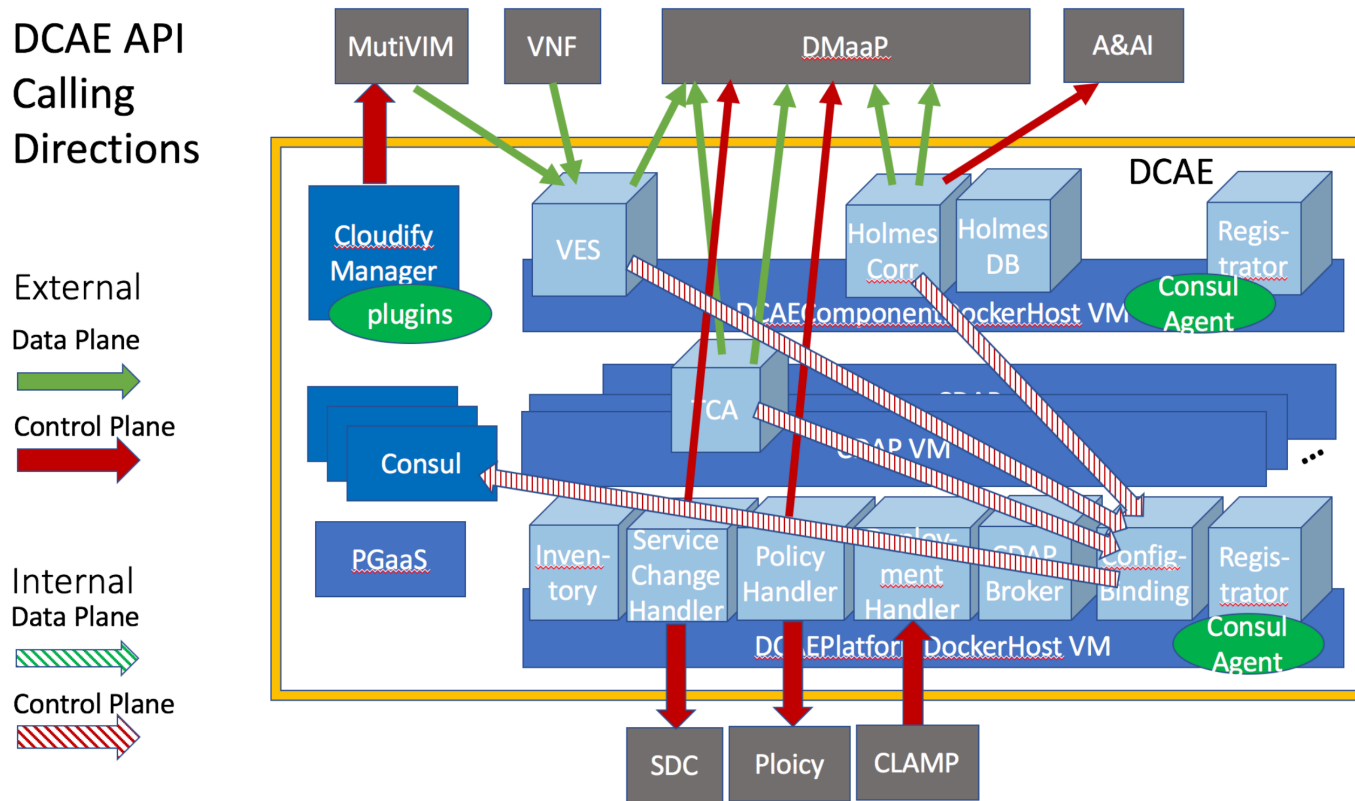 DCAE API
Calling
Directions
MutiVIM
VNF
DMaaP
A&AI
DCAE
Cloudify
Manager
plugins
VES
Holmes
Corr
Holmes
DB
Regis-
trator
Consul
Agent
DCAEComponentDockerHost VM
External
Data Plane
Control Plane
TCA
CDAP VM
...
Consul
PGaaS
Inven-
tory
Service
Change
Handler
Policy
Handler
Deploy-
ment
Handler
CDAP
Broker
Config-
Binding
Regis-
trator
Consul
Agent
DCAEPlatformDockerHost VM
Internal
Data Plane
Control Plane
SDC
Ploicy
CLAMP